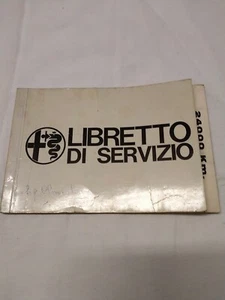 LIBRETTO
DI SERVIZIO
24000 KM.